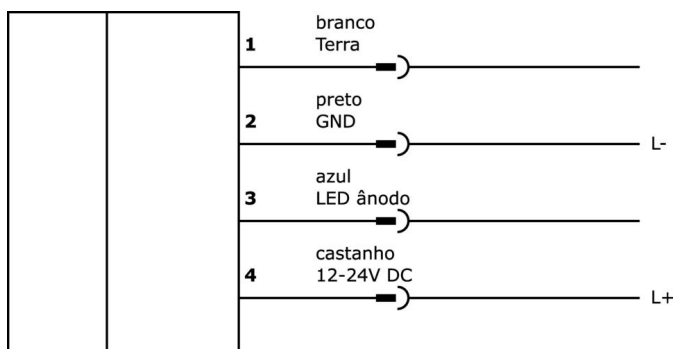 branco
1 Terra
preto
2 GND
L-
azul
3 LED ânodo
castanho
4 12-24V DC
L+